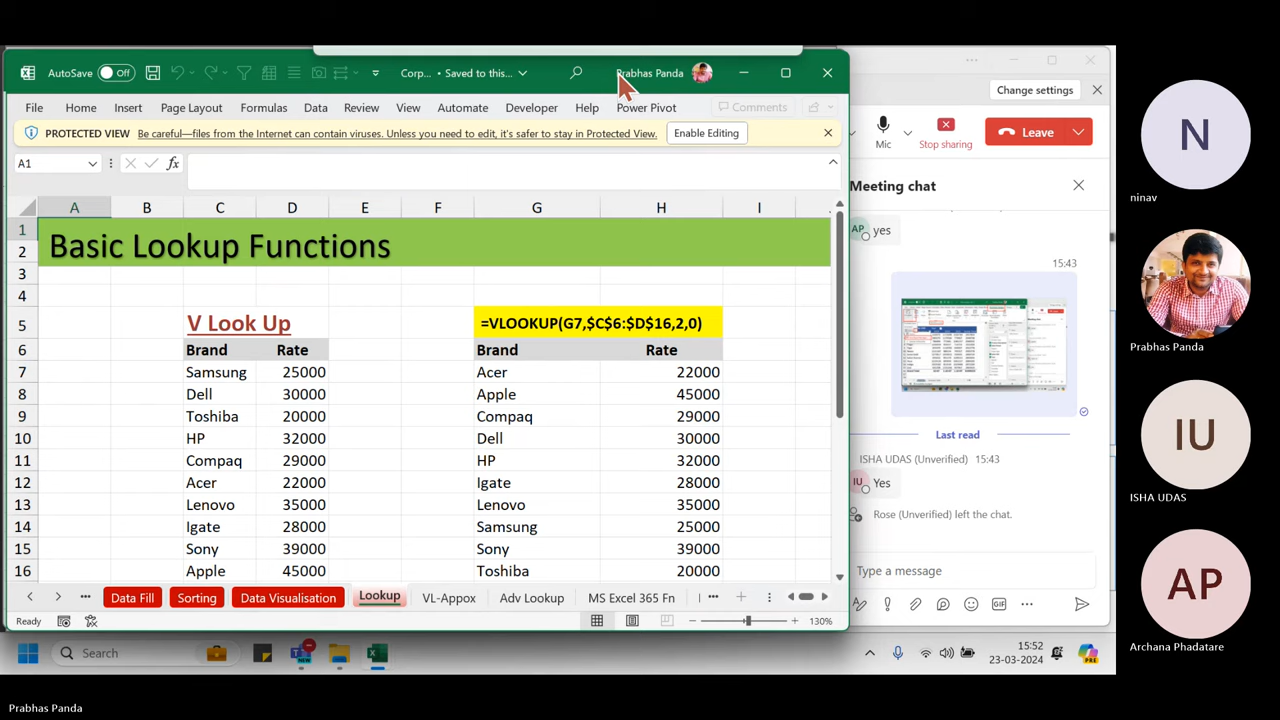 AutoSave Off Corp... • Saved to this... Prabhas Panda
File Home Insert Page Layout Formulas Data Review View Automate Developer Help Power Pivot Comments
PROTECTED VIEW Be careful—files from the Internet can contain viruses. Unless you need to edit, it's safer to stay in Protected View. Enable Editing
A1 fx
A B C D E F G H I
1
2 Basic Lookup Functions
3
4
5 V Look Up =VLOOKUP(G7,$C$6:$D$16,2,0)
6 Brand Rate Brand Rate
7 Samsung 25000 Acer 22000
8 Dell 30000 Apple 45000
9 Toshiba 20000 Compaq 29000
10 HP 32000 Dell 30000
11 Compaq 29000 HP 32000
12 Acer 22000 Igate 28000
13 Lenovo 35000 Lenovo 35000
14 Igate 28000 Samsung 25000
15 Sony 39000 Sony 39000
16 Apple 45000 Toshiba 20000
Data Fill Sorting Data Visualisation Lookup VL-Appox Adv Lookup MS Excel 365 Fn
Ready 130%
Change settings
Mic Stop sharing Leave
Meeting chat
AP yes
15:43
Last read
ISHA UDAS (Unverified) 15:43
IU Yes
Rose (Unverified) left the chat.
Type a message
GIF
Search NEW 15:52 PRE
23-03-2024
N
ninav
Prabhas Panda
IU
ISHA UDAS
AP
Archana Phadatare
Prabhas Panda